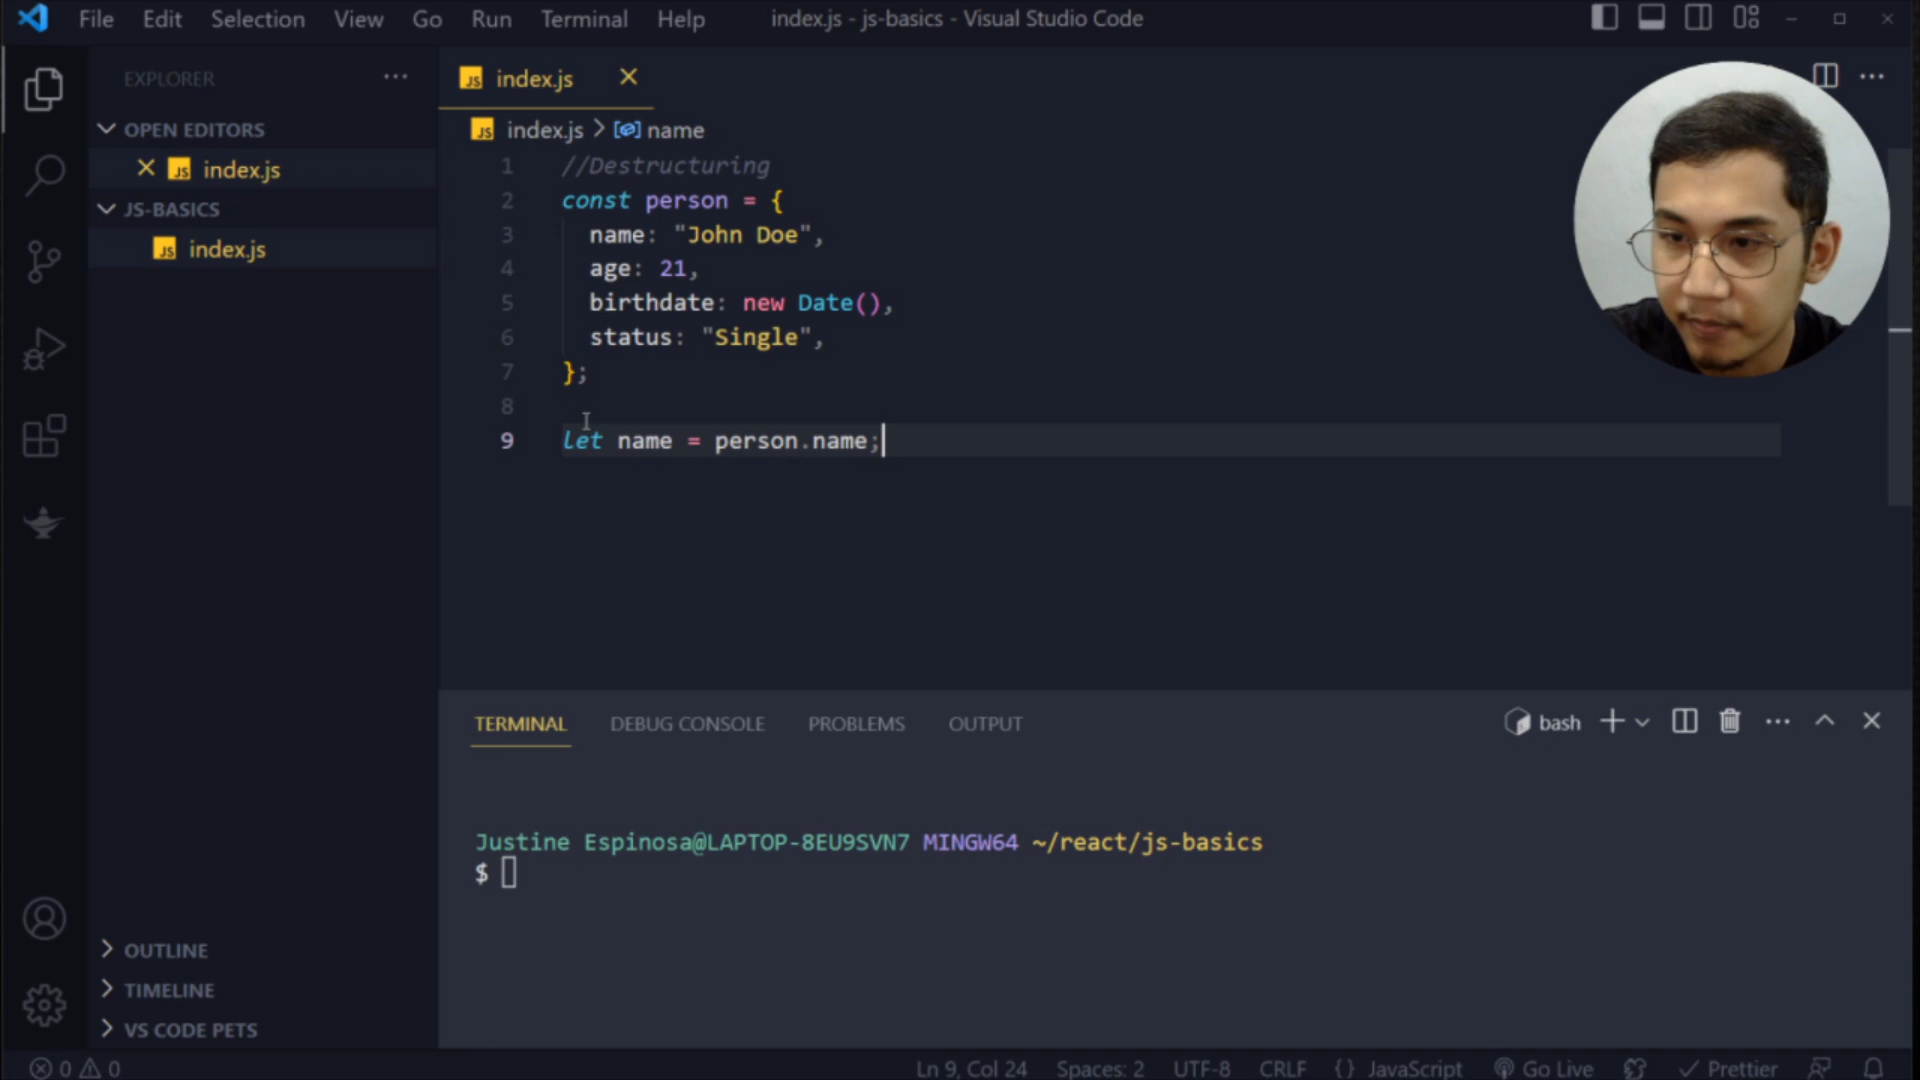 File Edit Selection View Go Run Terminal Help index.js - js-basics - Visual Studio Code
EXPLORER
OPEN EDITORS
index.js
JS-BASICS
index.js
OUTLINE
TIMELINE
VS CODE PETS
index.js
index.js > name
1 //Destructuring
2 const person = {
3 name: "John Doe",
4 age: 21,
5 birthdate: new Date(),
6 status: "Single",
7 };
8
9 let name = person.name;
TERMINAL DEBUG CONSOLE PROBLEMS OUTPUT bash
Justine Espinosa@LAPTOP-8EU9SVN7 MINGW64 ~/react/js-basics
$
0 0 Ln 9, Col 24 Spaces: 2 UTF-8 CRLF {} JavaScript Go Live Prettier